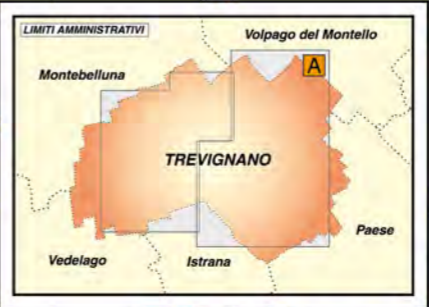 LIMITI AMMINISTRATIVI
Volpago del Montello
A
Montebelluna
TREVIGNANO
Paese
Vedelago
Istrana